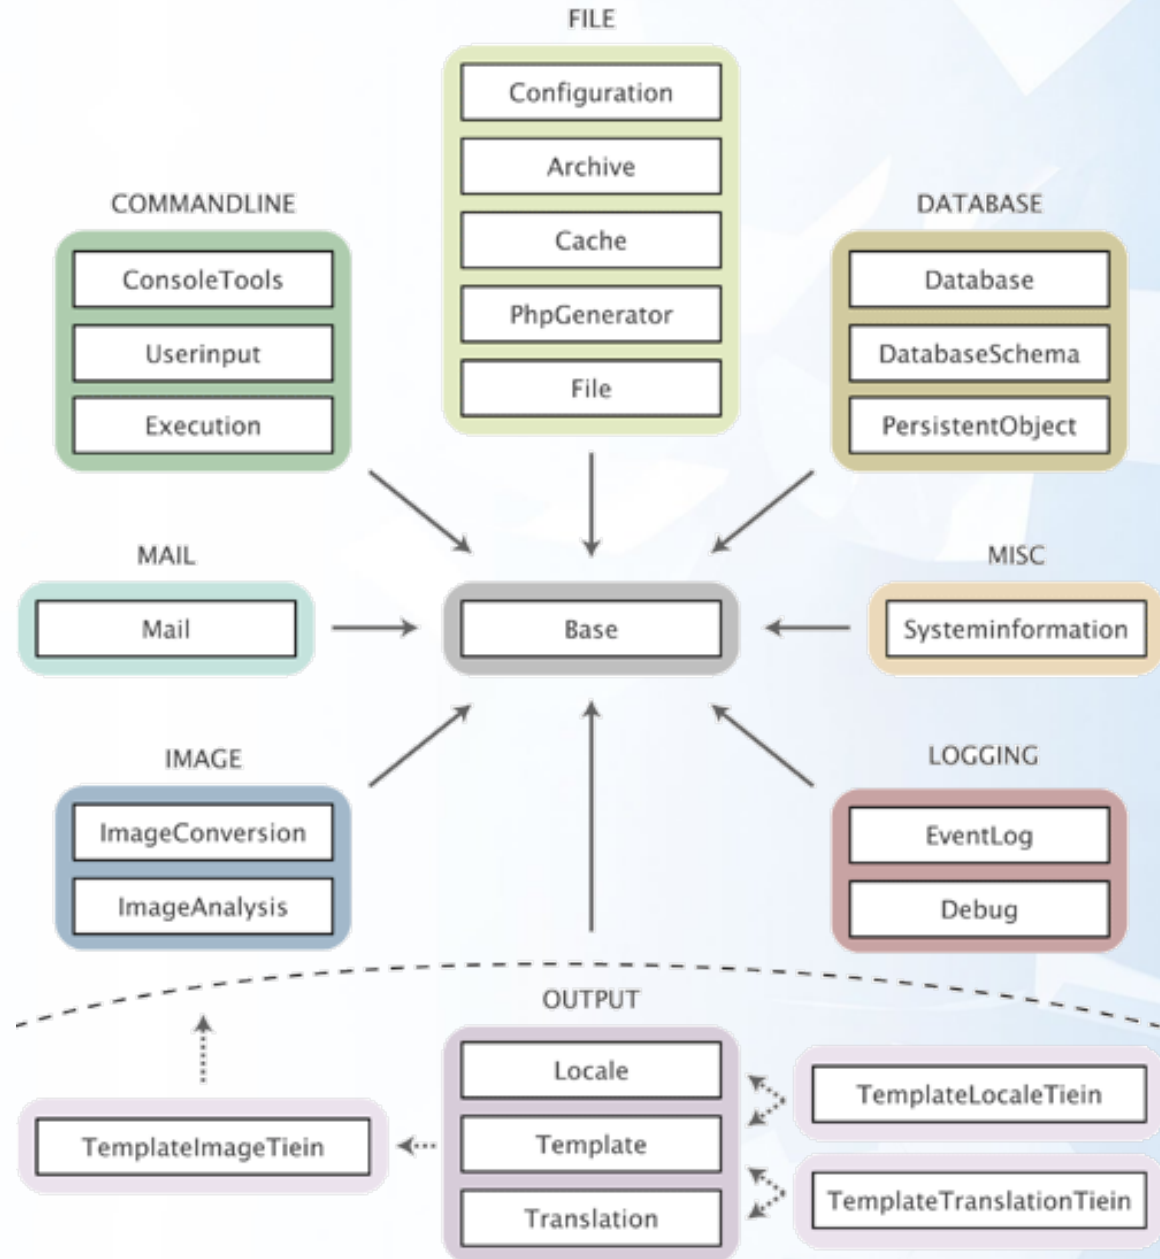 FILE
Configuration
Archive
Cache
PhpGenerator
File
COMMANDLINE
ConsoleTools
Userinput
Execution
DATABASE
Database
DatabaseSchema
PersistentObject
MAIL
Mail
Base
MISC
Systeminformation
IMAGE
ImageConversion
ImageAnalysis
LOGGING
EventLog
Debug
OUTPUT
Locale
Template
Translation
TemplateImageTiein
TemplateLocaleTiein
TemplateTranslationTiein